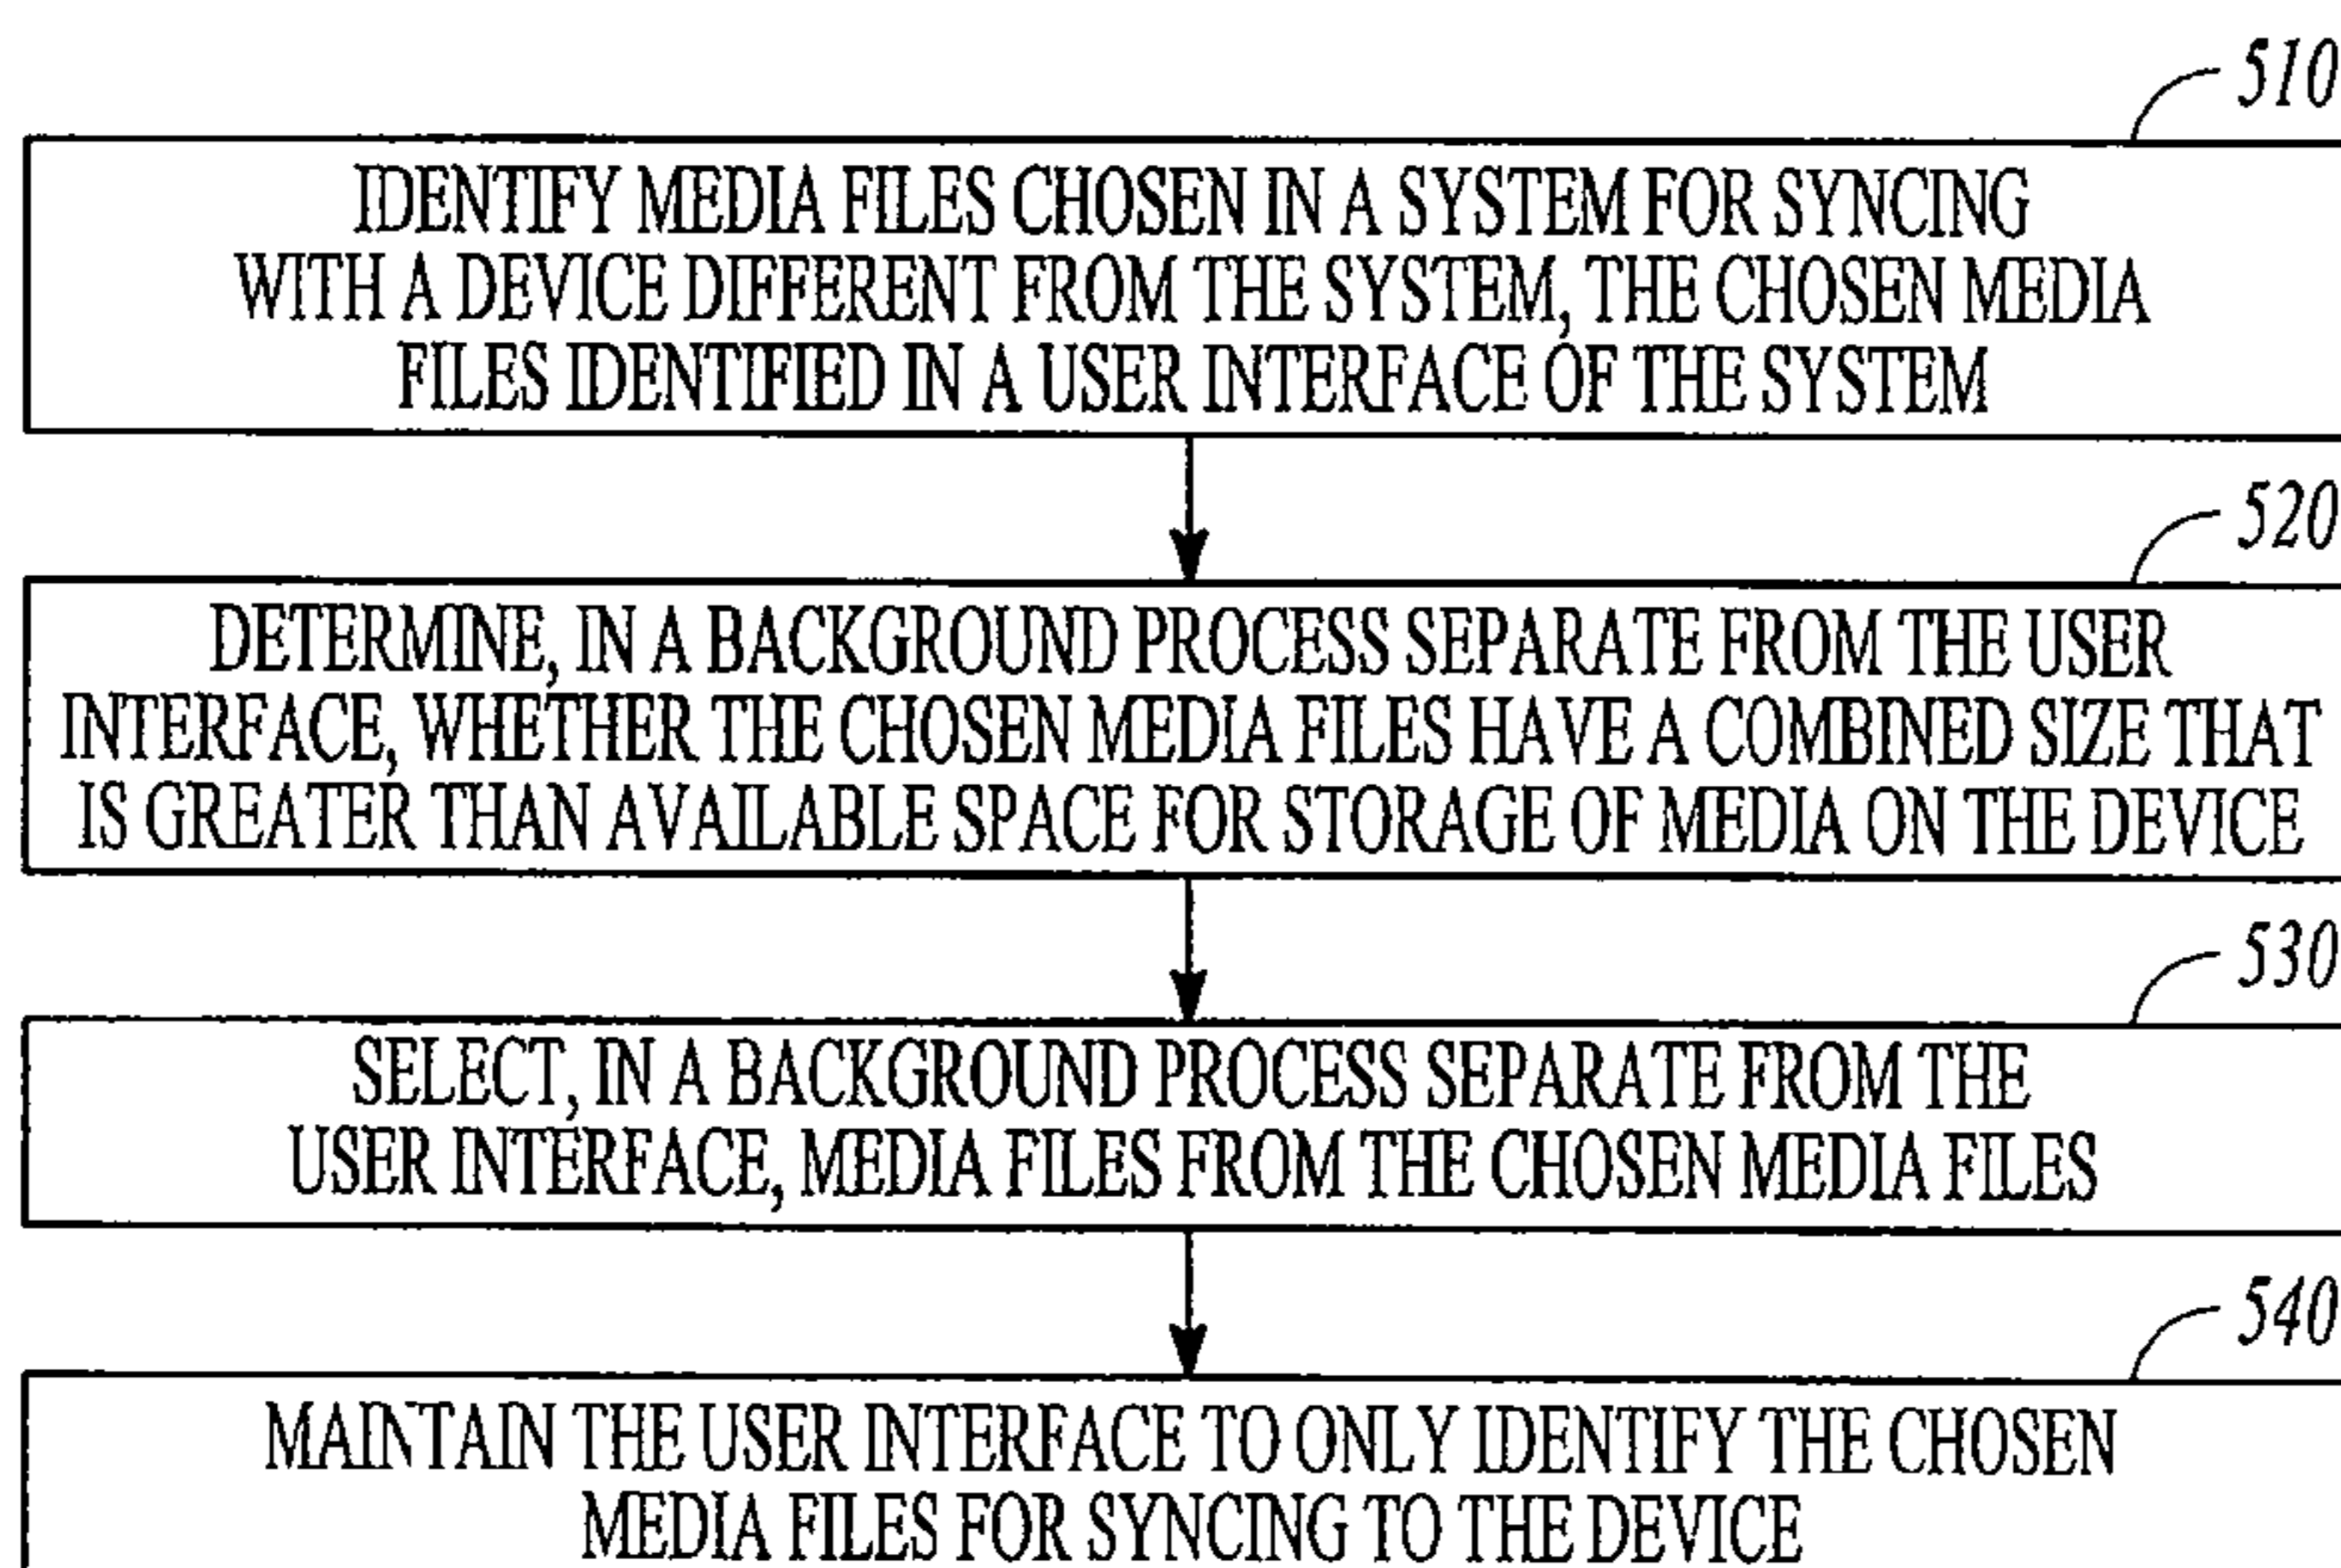 510
IDENTIFY MEDIA FILES CHOSEN IN A SYSTEM FOR SYNCING
WITH A DEVICE DIFFERENT FROM THE SYSTEM, THE CHOSEN MEDIA
FILES IDENTIFIED IN A USER INTERFACE OF THE SYSTEM
520
DETERMINE, IN A BACKGROUND PROCESS SEPARATE FROM THE USER
INTERFACE, WHETHER THE CHOSEN MEDIA FILES HAVE A COMBINED SIZE THAT
IS GREATER THAN AVAILABLE SPACE FOR STORAGE OF MEDIA ON THE DEVICE
530
SELECT, IN A BACKGROUND PROCESS SEPARATE FROM THE
USER INTERFACE, MEDIA FILES FROM THE CHOSEN MEDIA FILES
540
MAINTAIN THE USER INTERFACE TO ONLY IDENTIFY THE CHOSEN
MEDIA FILES FOR SYNCING TO THE DEVICE